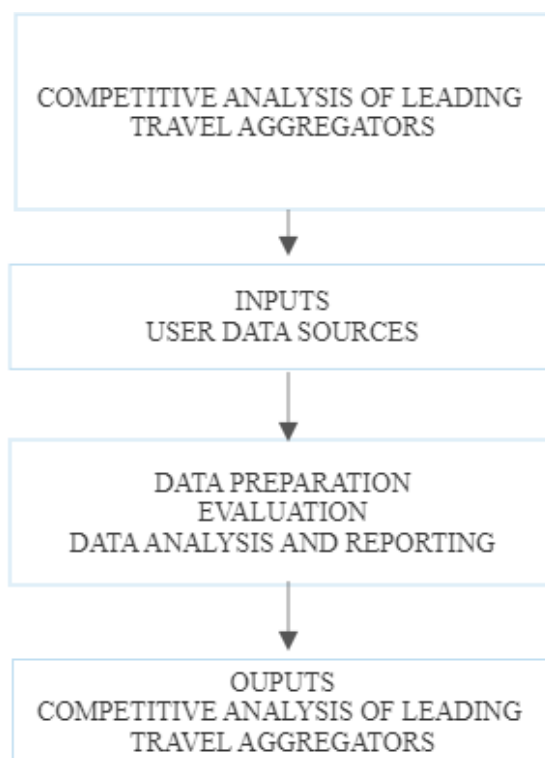 COMPETITIVE ANALYSIS OF LEADING
TRAVEL AGGREGATORS
INPUTS
USER DATA SOURCES
DATA PREPARATION
EVALUATION
DATA ANALYSIS AND REPORTING
OUPUTS
COMPETITIVE ANALYSIS OF LEADING
TRAVEL AGGREGATORS